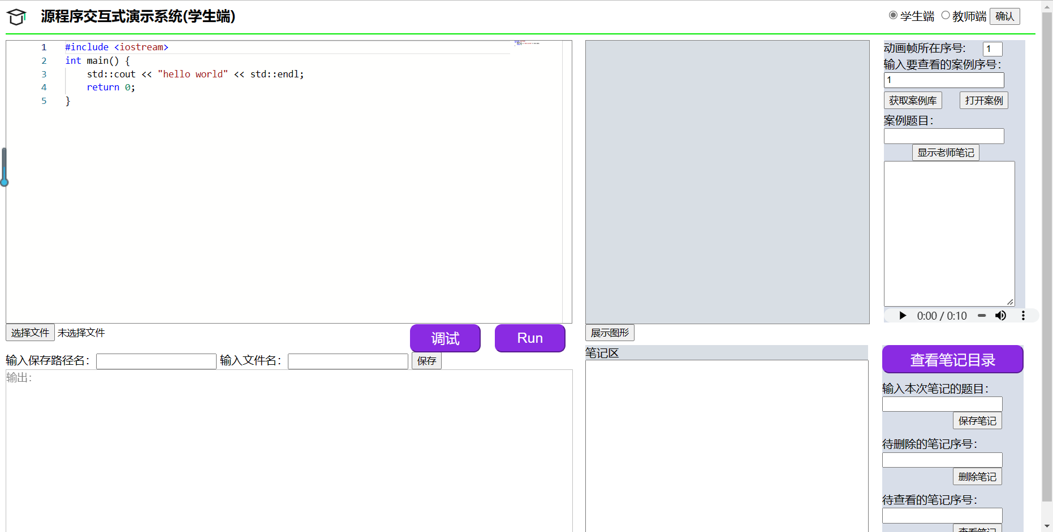 源程序交互式演示系统(学生端)
学生端 教师端 确认
1 #include <iostream>
2 int main() {
3 std::cout << "hello world" << std::endl;
4 return 0;
5 }
动画帧所在序号: 1
输入要查看的案例序号:
1
获取案例库 打开案例
案例题目:
显示老师笔记
0:00 / 0:10
选择文件 未选择文件
调试 Run
展示图形
输入保存路径名: 输入文件名: 保存
输出:
笔记区
查看笔记目录
输入本次笔记的题目:
保存笔记
待删除的笔记序号:
删除笔记
待查看的笔记序号:
查看笔记